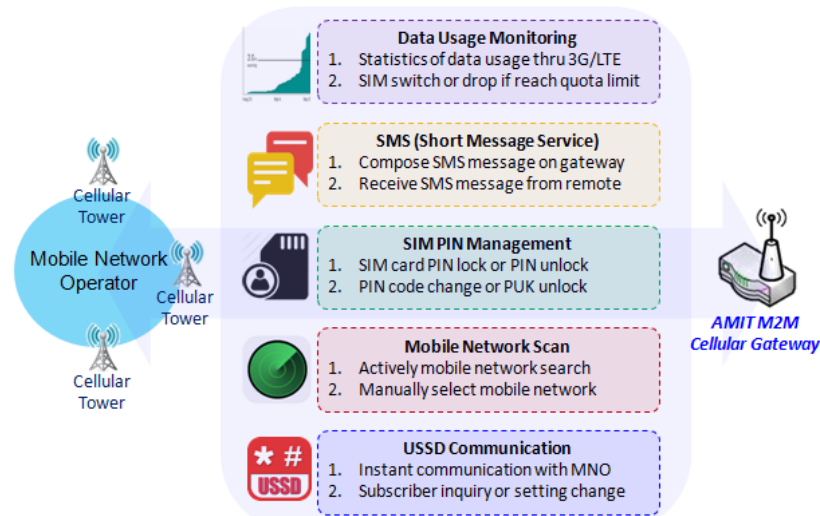 Data Usage Monitoring
1. Statistics of data usage thru 3G/LTE
2. SIM switch or drop if reach quota limit
SMS (Short Message Service)
1. Compose SMS message on gateway
2. Receive SMS message from remote
Cellular
Tower
Mobile Network
Operator
Cellular
Tower
Cellular
Tower
SIM PIN Management
1. SIM card PIN lock or PIN unlock
2. PIN code change or PUK unlock
AMIT M2M
Cellular Gateway
Mobile Network Scan
1. Actively mobile network search
2. Manually select mobile network
* #
USSD
USSD Communication
1. Instant communication with MNO
2. Subscriber inquiry or setting change